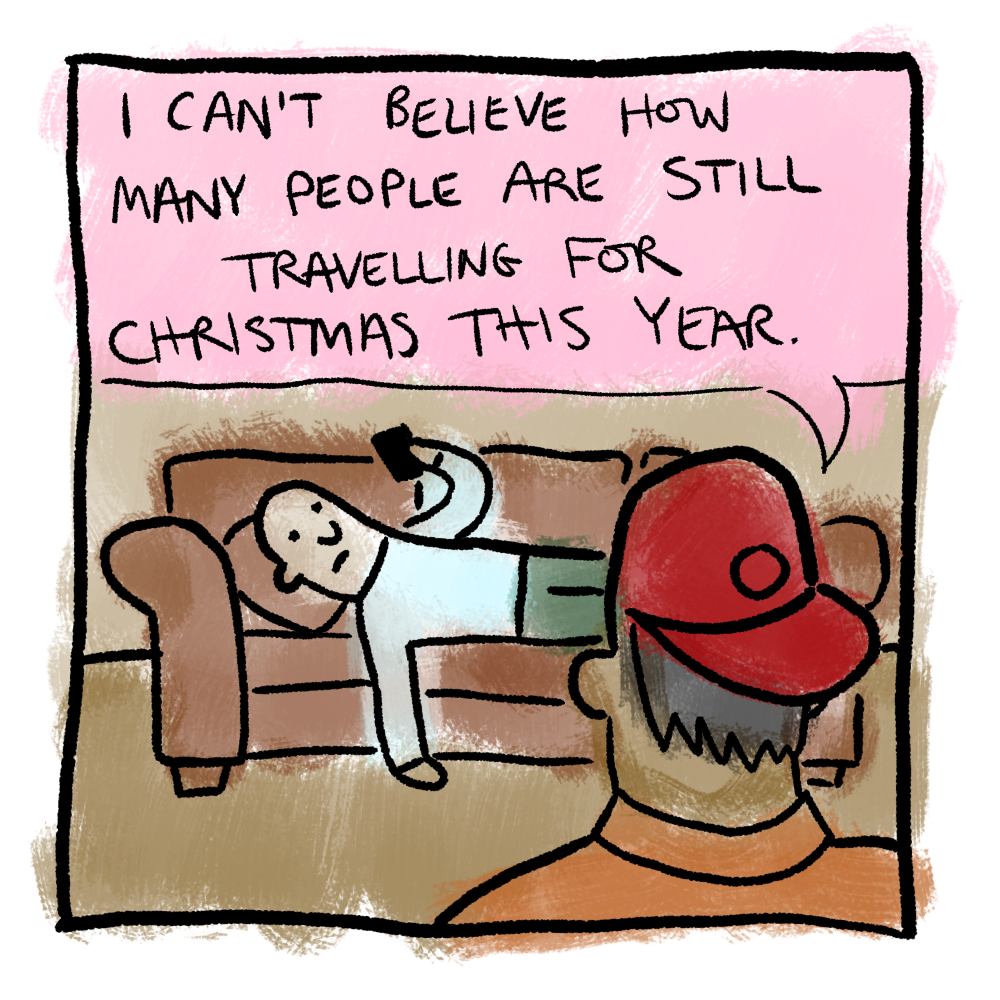 I CAN'T BELIEVE HOW
MANY PEOPLE ARE STILL
TRAVELLING FOR
CHRISTMAS THIS YEAR.